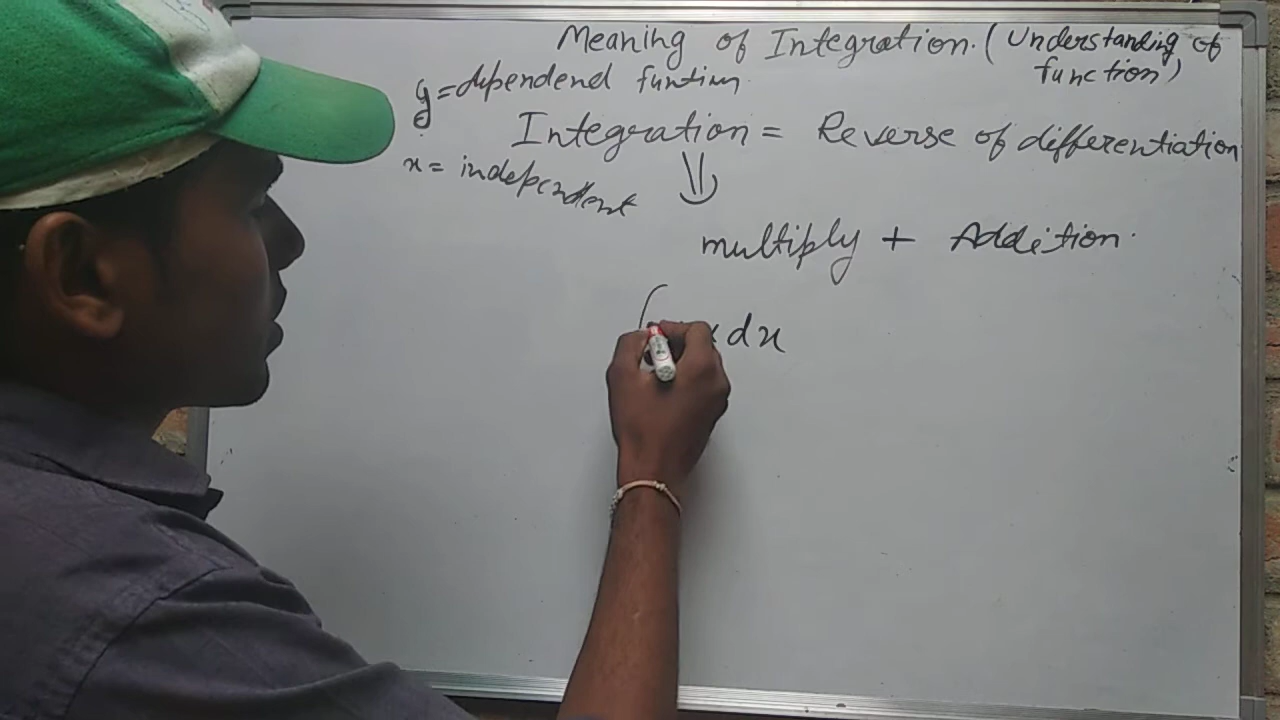 Meaning of Integration. (Understanding of function)
y = dependend funtion
Integration = Reverse of differentiation
x = independent
multiply + Addition.
∫ x dx